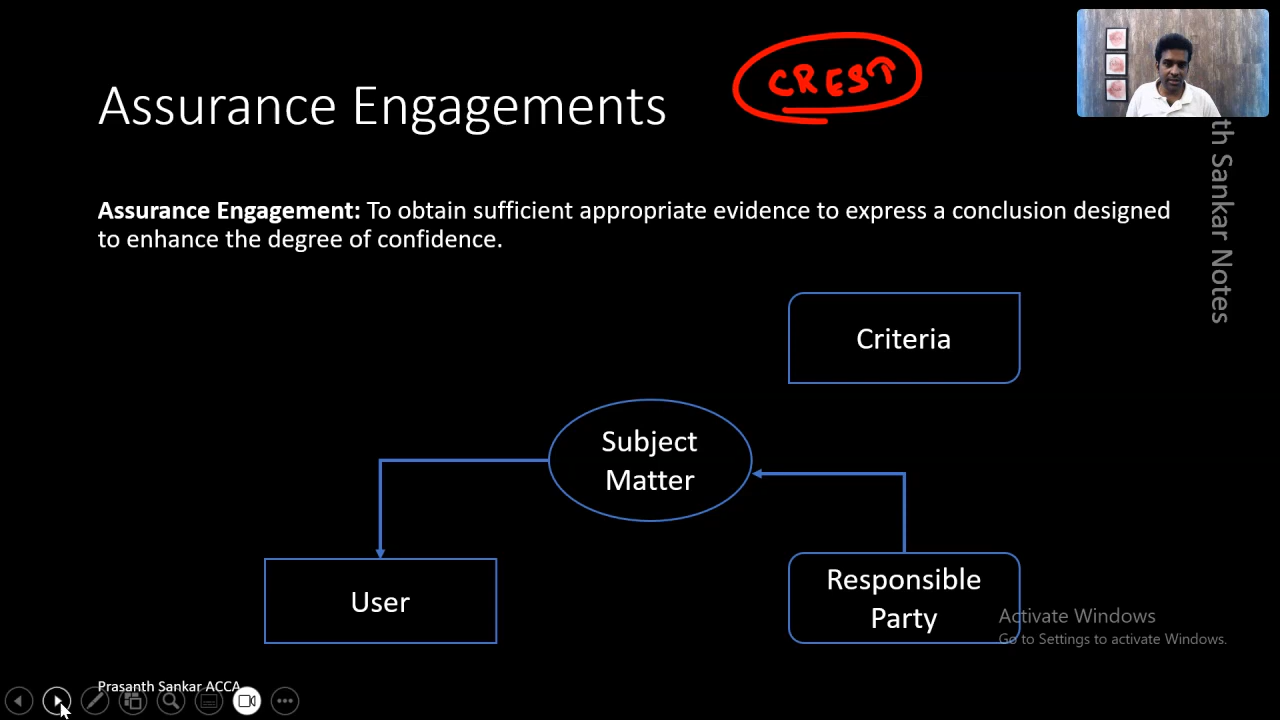 CREST
Assurance Engagements
th Sankar Notes
Assurance Engagement: To obtain sufficient appropriate evidence to express a conclusion designed
to enhance the degree of confidence.
Criteria
Subject
Matter
User
Responsible
Party
Activate Windows
Go to Settings to activate Windows.
Prasanth Sankar ACCA